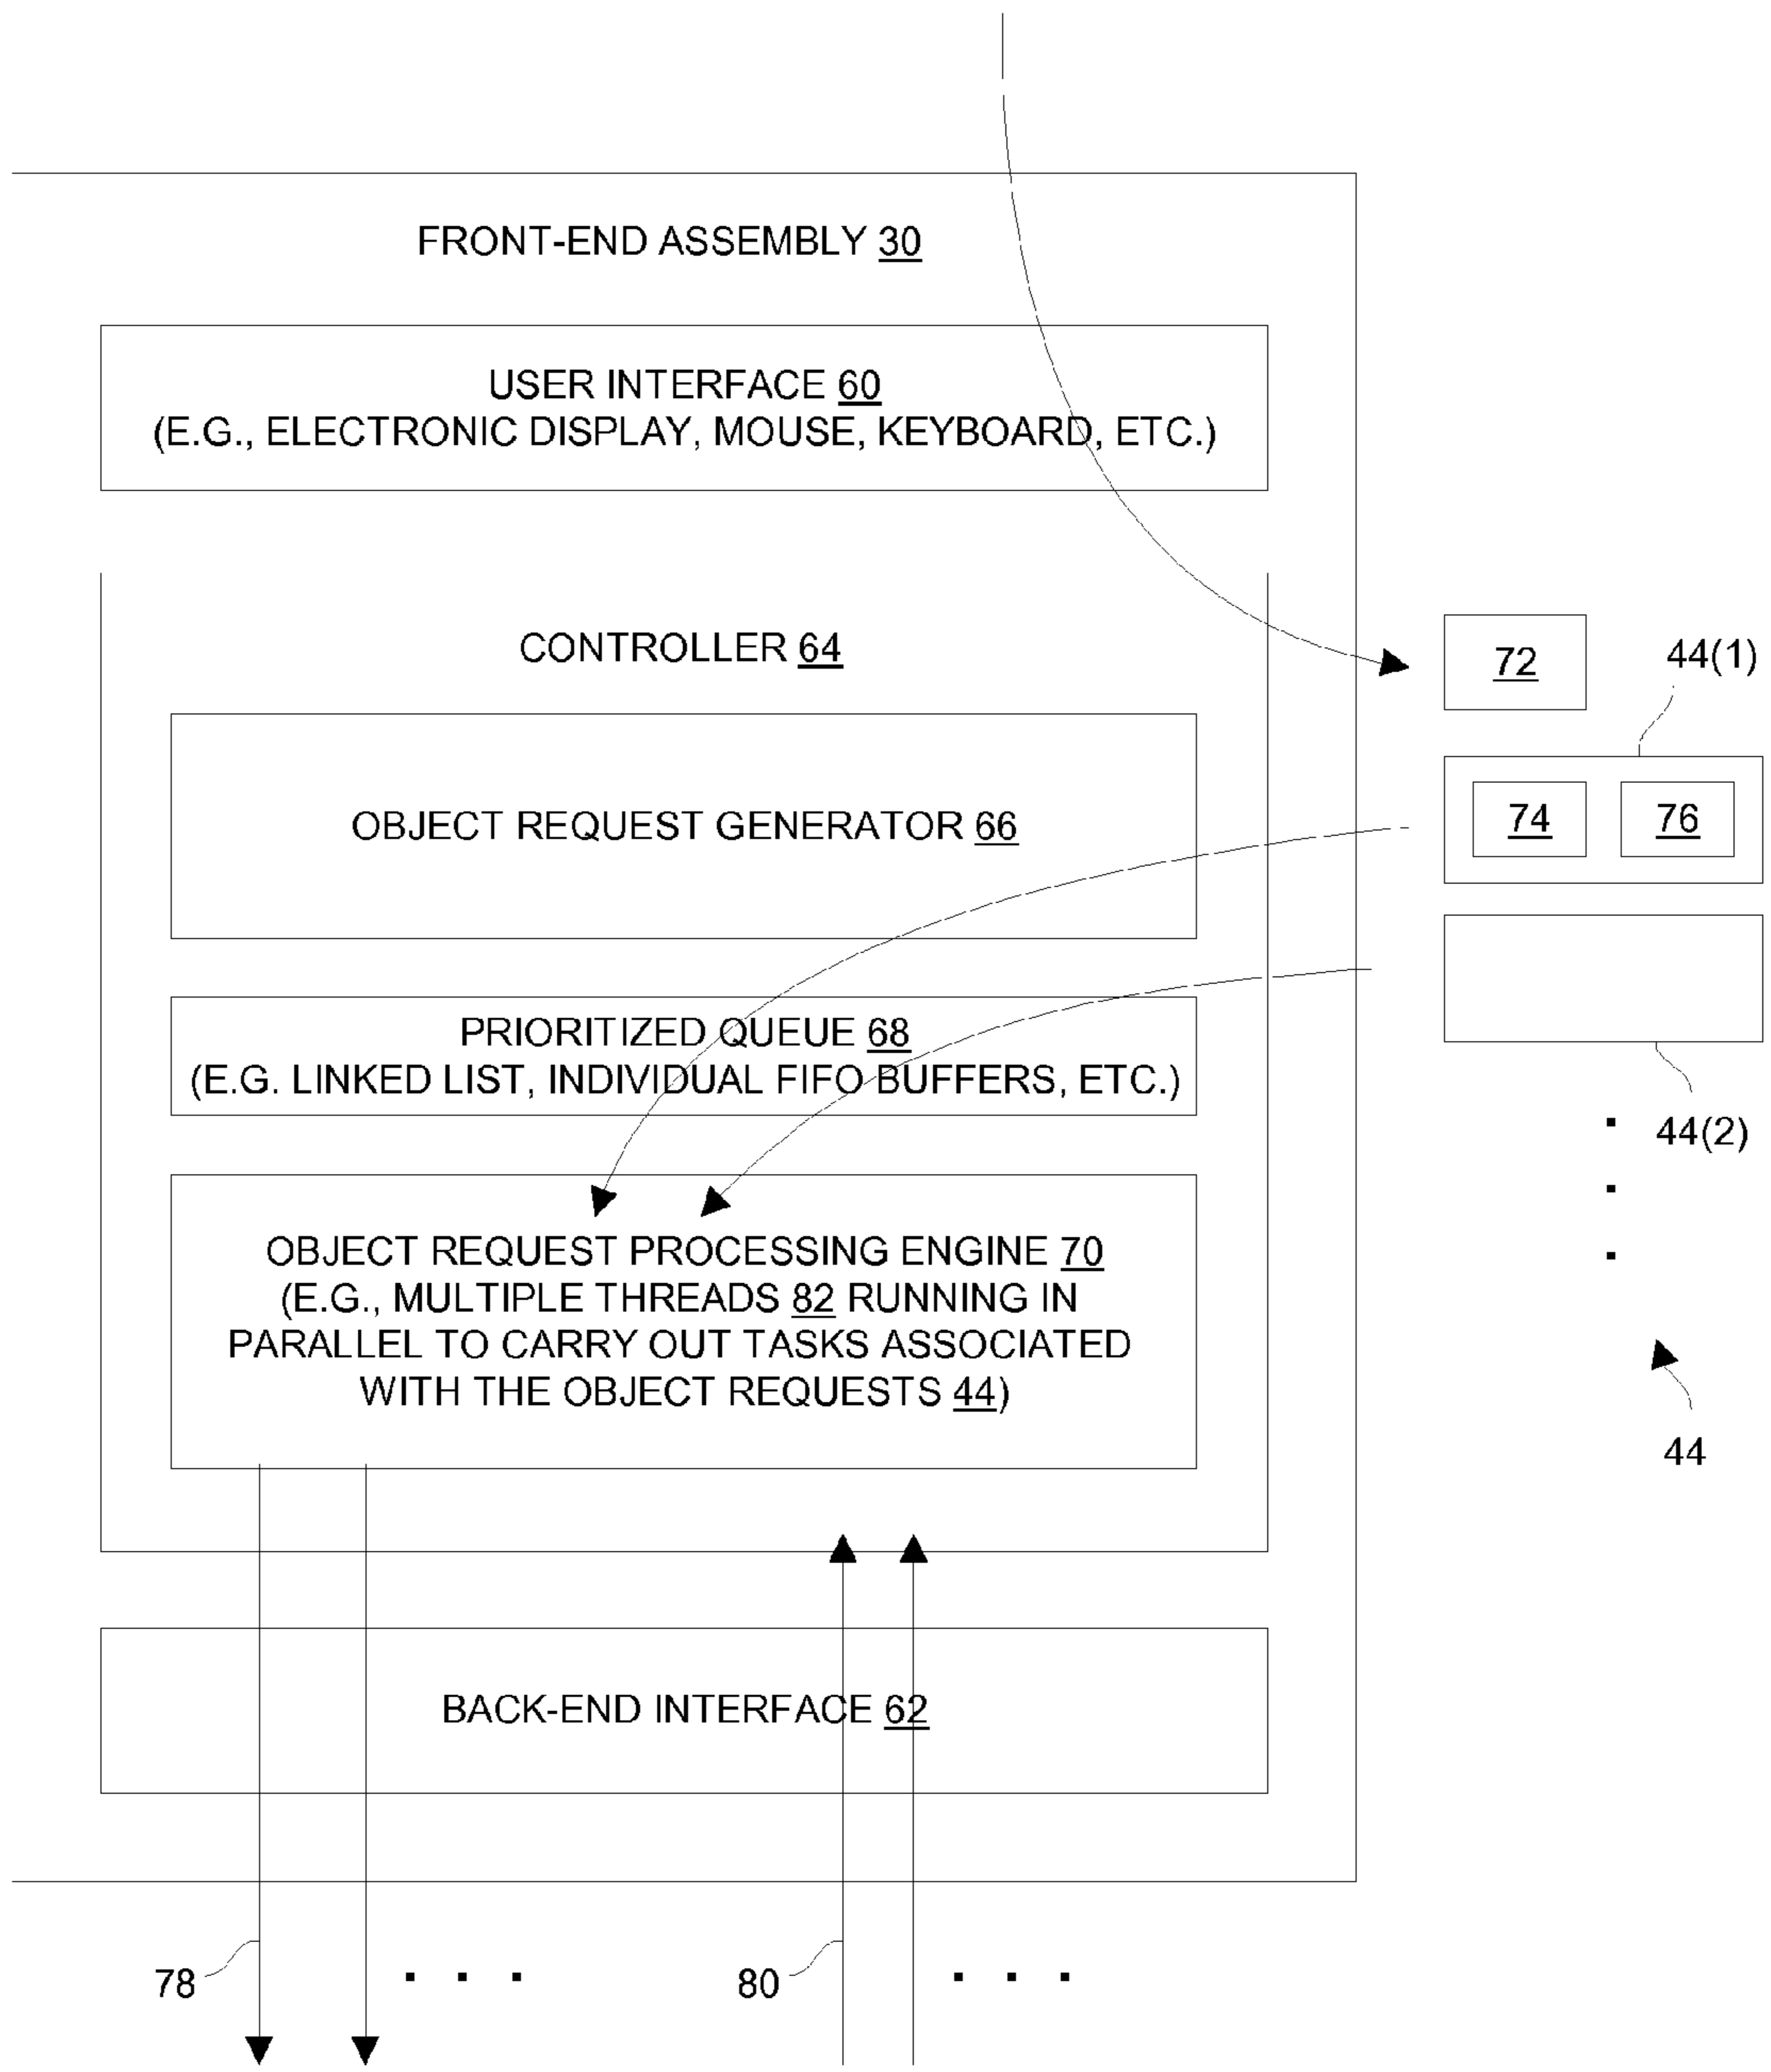 FRONT-END ASSEMBLY 30
USER INTERFACE 60
(E.G., ELECTRONIC DISPLAY, MOUSE, KEYBOARD, ETC.)
CONTROLLER 64
72
44(1)
OBJECT REQUEST GENERATOR 66
74
76
PRIORITIZED QUEUE 68
(E.G. LINKED LIST, INDIVIDUAL FIFO BUFFERS, ETC.)
44(2)
OBJECT REQUEST PROCESSING ENGINE 70
(E.G., MULTIPLE THREADS 82 RUNNING IN
PARALLEL TO CARRY OUT TASKS ASSOCIATED
WITH THE OBJECT REQUESTS 44)
44
BACK-END INTERFACE 62
78
80